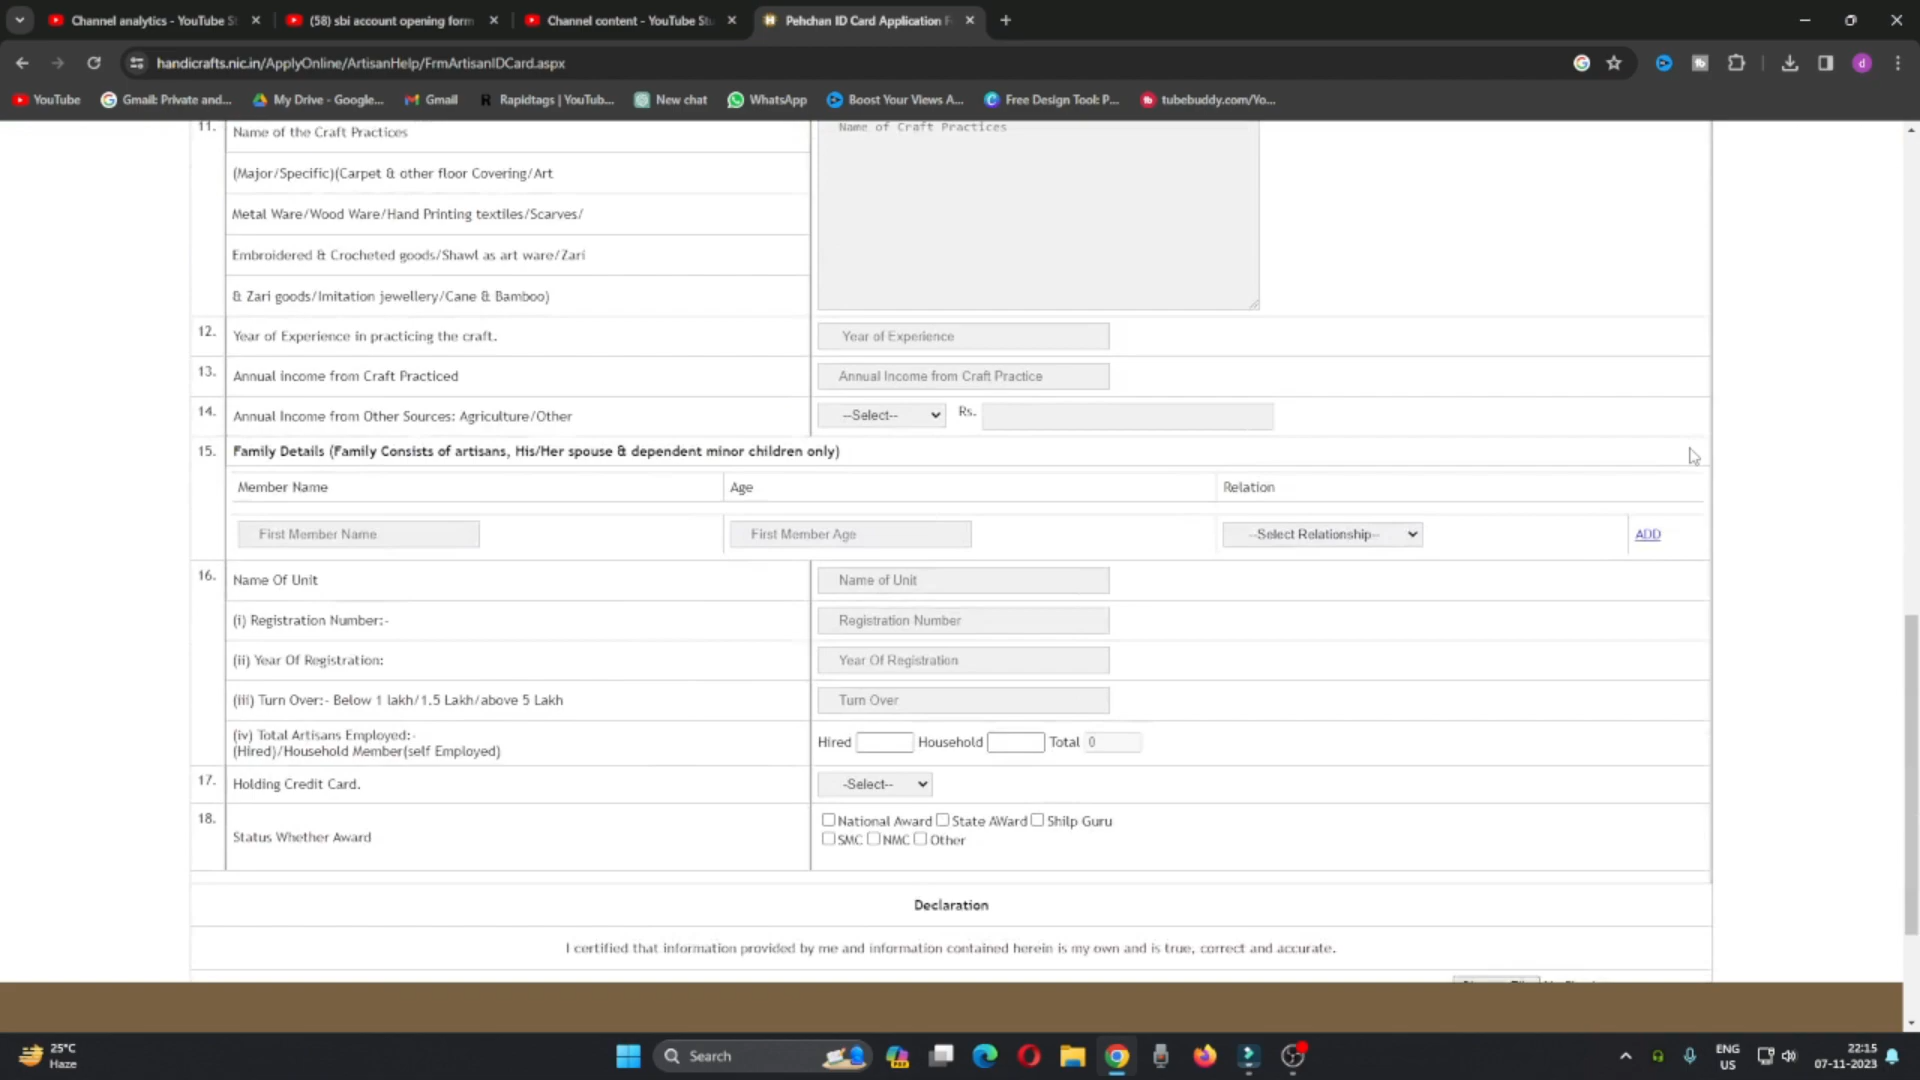 Channel analytics - YouTube St
(58) sbi account opening form
Channel content - YouTube Stu
Pehchan ID Card Application F
handicrafts.nic.in/ApplyOnline/ArtisanHelp/FrmArtisanIDCard.aspx
YouTube
Gmail: Private and...
My Drive - Google...
Gmail
Rapidtags | YouTub...
New chat
WhatsApp
Boost Your Views A...
Free Design Tool: P...
tubebuddy.com/Yo...
11. Name of the Craft Practices
Name of Craft Practices
(Major/Specific)(Carpet & other floor Covering/Art
Metal Ware/Wood Ware/Hand Printing textiles/Scarves/
Embroidered & Crocheted goods/Shawl as art ware/Zari
& Zari goods/Imitation jewellery/Cane & Bamboo)
12. Year of Experience in practicing the craft. Year of Experience
13. Annual income from Craft Practiced Annual Income from Craft Practice
14. Annual Income from Other Sources: Agriculture/Other --Select-- Rs.
15. Family Details (Family Consists of artisans, His/Her spouse & dependent minor children only)
Member Name Age Relation
First Member Name First Member Age --Select Relationship-- ADD
16. Name Of Unit Name of Unit
(i) Registration Number:- Registration Number
(ii) Year Of Registration: Year Of Registration
(iii) Turn Over:- Below 1 lakh/1.5 Lakh/above 5 Lakh Turn Over
(iv) Total Artisans Employed:-
(Hired)/Household Member(self Employed)
Hired Household Total 0
17. Holding Credit Card. -Select--
18. Status Whether Award
National Award State AWard Shilp Guru
SMC NMC Other
Declaration
I certified that information provided by me and information contained herein is my own and is true, correct and accurate.
25°C
Haze
Search
ENG
US
22:15
07-11-2023